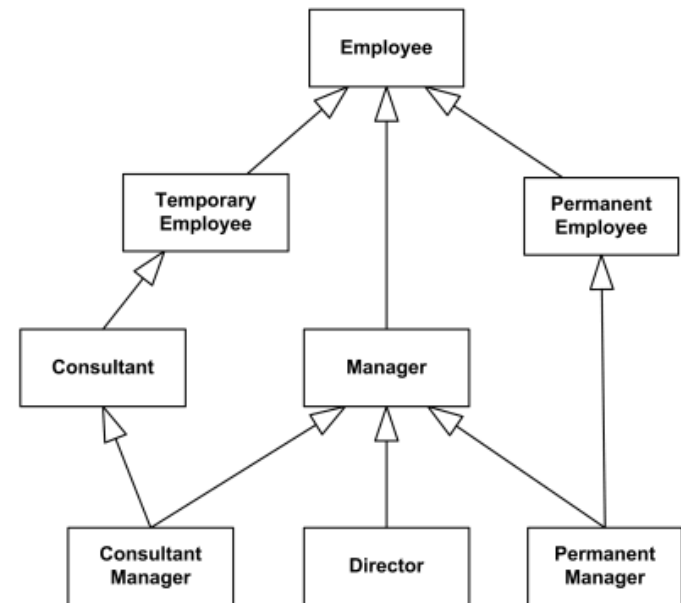 Employee
Temporary
Employee
Permanent
Employee
Consultant
Manager
Consultant
Manager
Director
Permanent
Manager